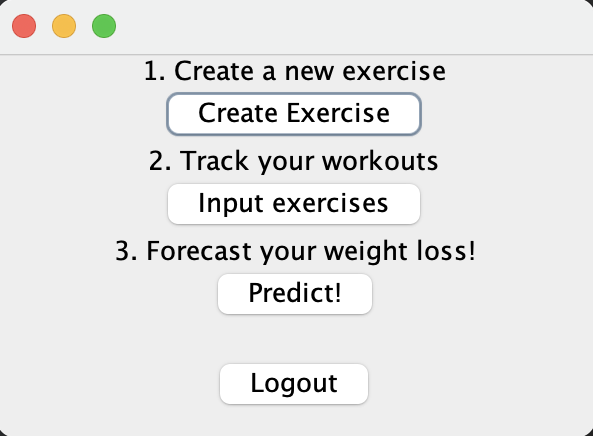 1. Create a new exercise
Create Exercise
2. Track your workouts
Input exercises
3. Forecast your weight loss!
Predict!
Logout